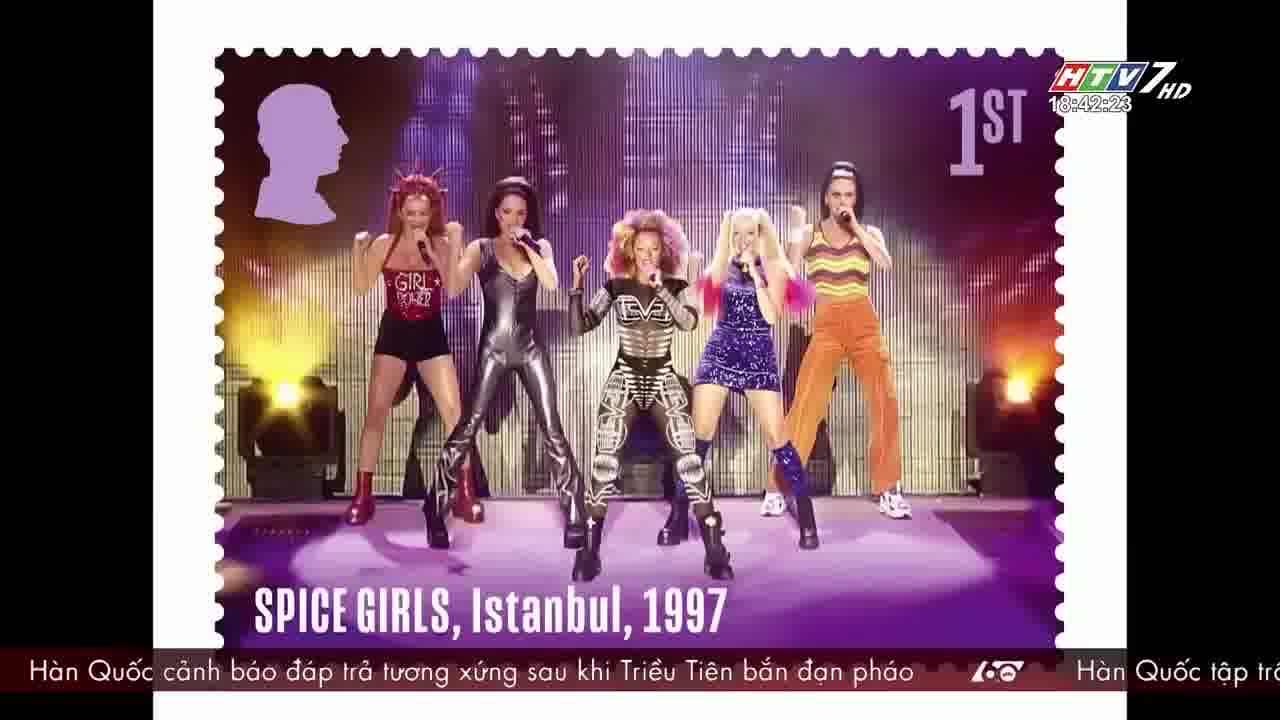 HTV7 HD
18:42:23
1ST
GIRL
POWER
SPICE GIRLS, Istanbul, 1997
Hàn Quốc cảnh báo đáp trả tương xứng sau khi Triều Tiên bắn đạn pháo
60
Hàn Quốc tập